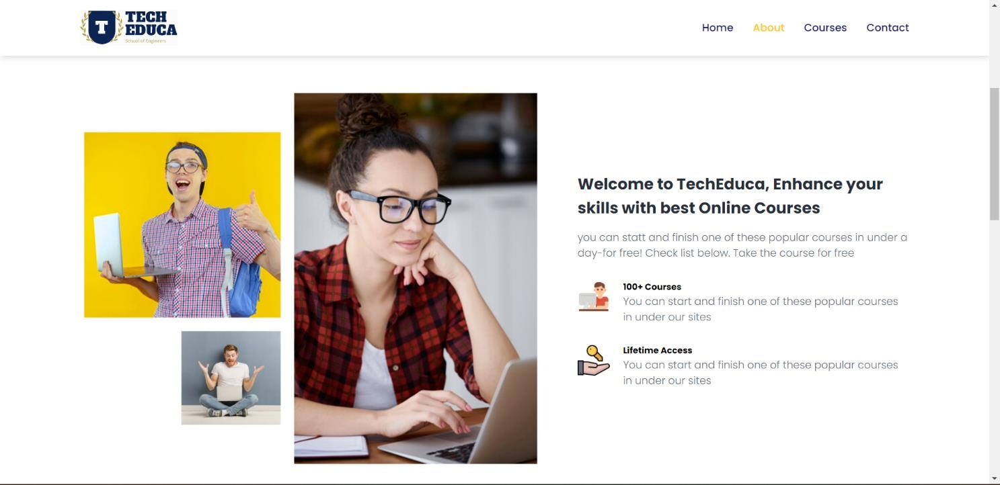 T
TECH
EDUCA
School of Engineers
Home About Courses Contact
Welcome to TechEduca, Enhance your
skills with best Online Courses
you can statt and finish one of these popular courses in under a
day-for free! Check list below. Take the course for free
100+ Courses
You can start and finish one of these popular courses
in under our sites
Lifetime Access
You can start and finish one of these popular courses
in under our sites